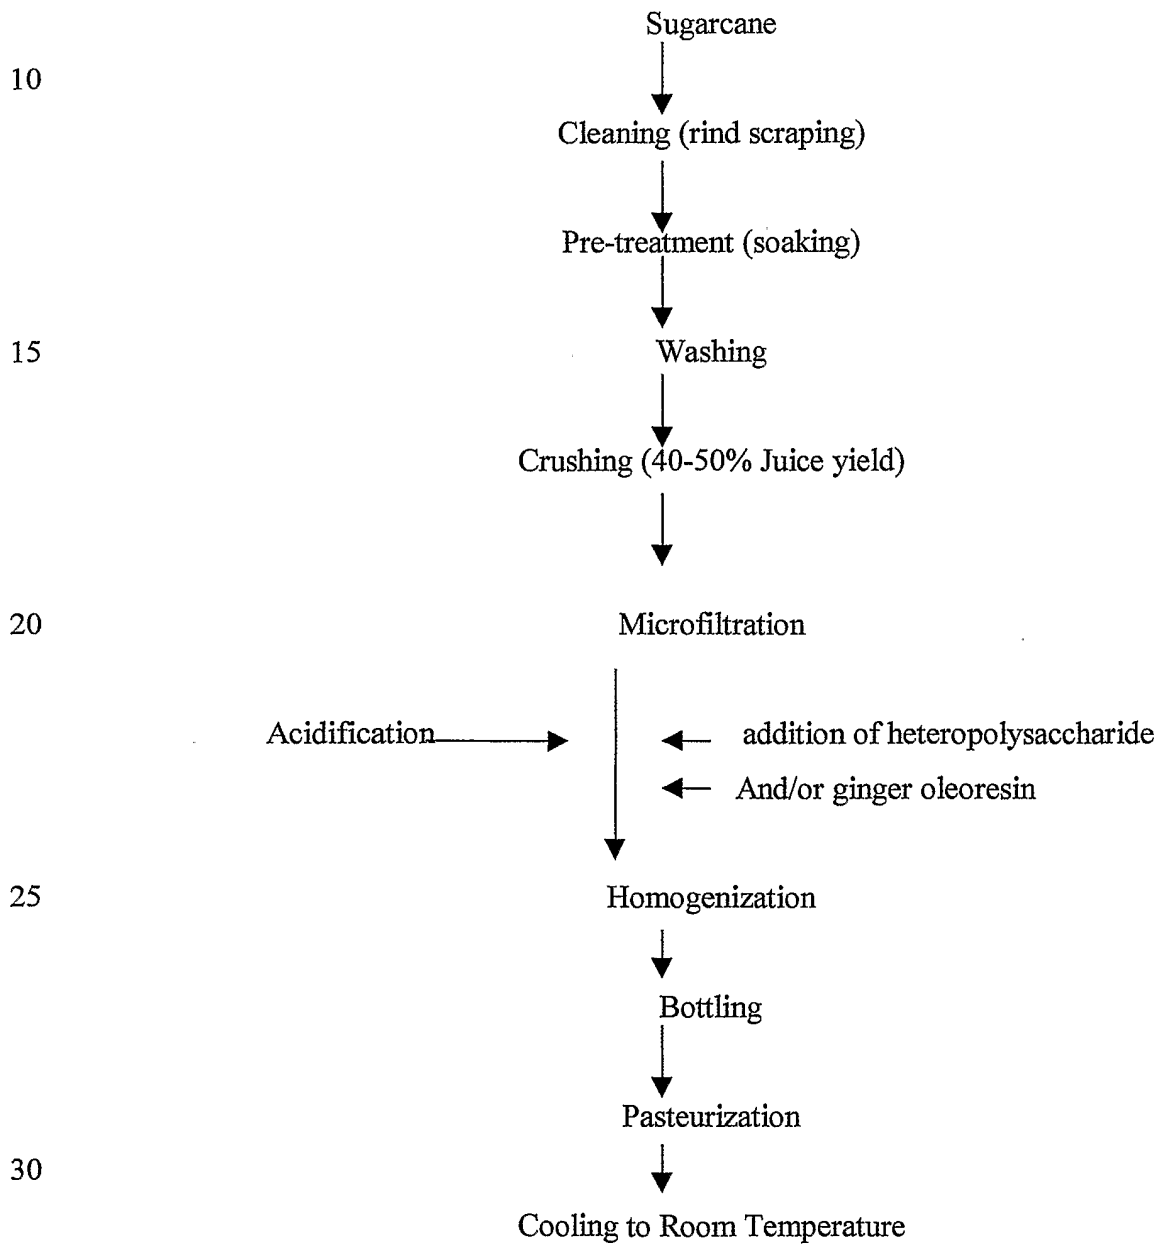 Sugarcane
10
Cleaning (rind scraping)
Pre-treatment (soaking)
15 Washing
Crushing (40-50% Juice yield)
20 Microfiltration
Acidification addition of heteropolysaccharide
And/or ginger oleoresin
25 Homogenization
Bottling
Pasteurization
30
Cooling to Room Temperature